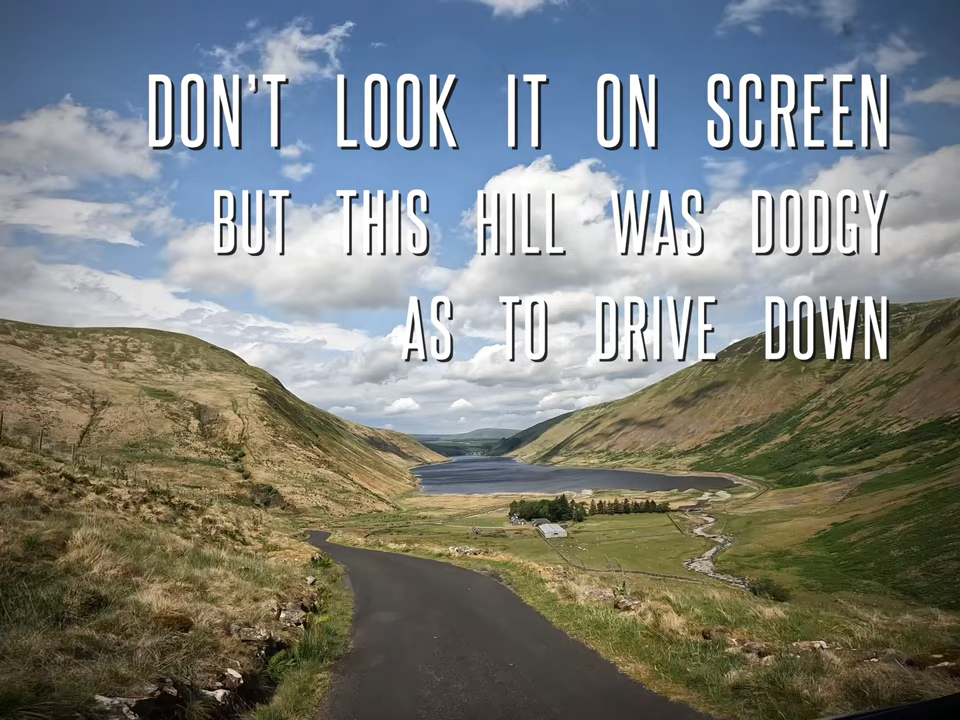 DON'T LOOK IT ON SCREEN
BUT THIS HILL WAS DODGY
AS TO DRIVE DOWN